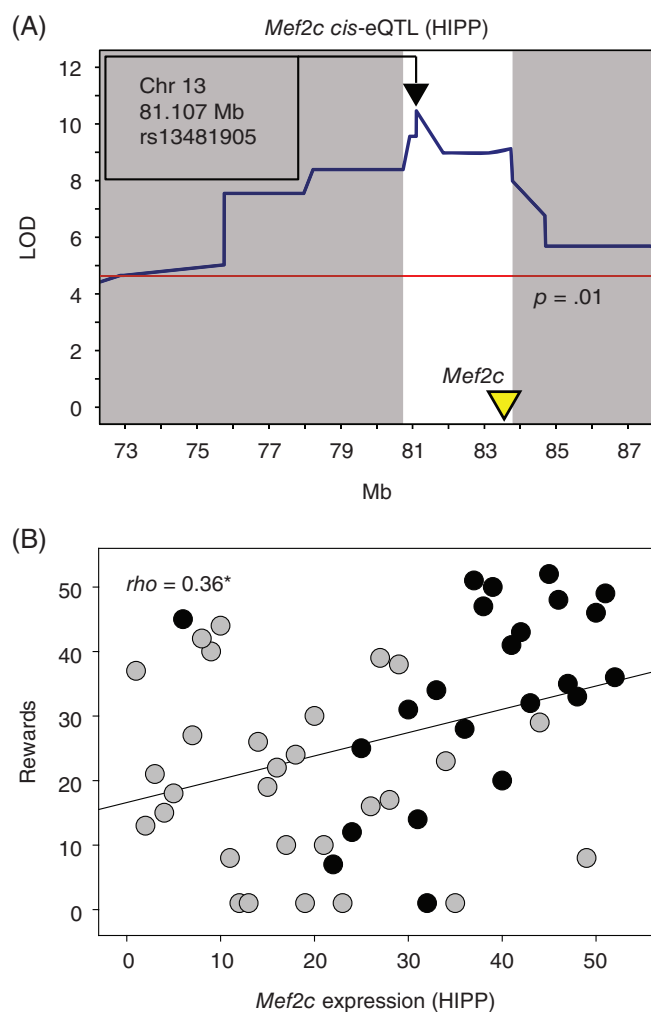 (A)
Mef2c cis-eQTL (HIPP)
12
10
8
6
4
2
0
LOD
Chr 13
81.107 Mb
rs13481905
p = .01
Mef2c
73 75 77 79 81 83 85 87
Mb
(B)
rho = 0.36*
50
40
30
20
10
0
Rewards
0 10 20 30 40 50
Mef2c expression (HIPP)